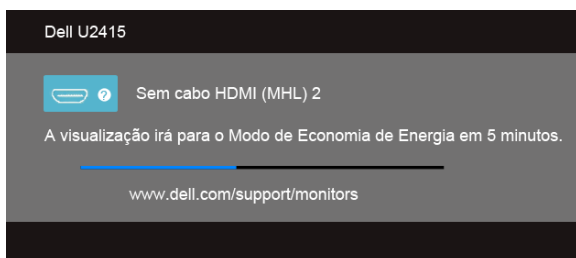 Dell U2415
Sem cabo HDMI (MHL) 2
A visualização irá para o Modo de Economia de Energia em 5 minutos.
www.dell.com/support/monitors